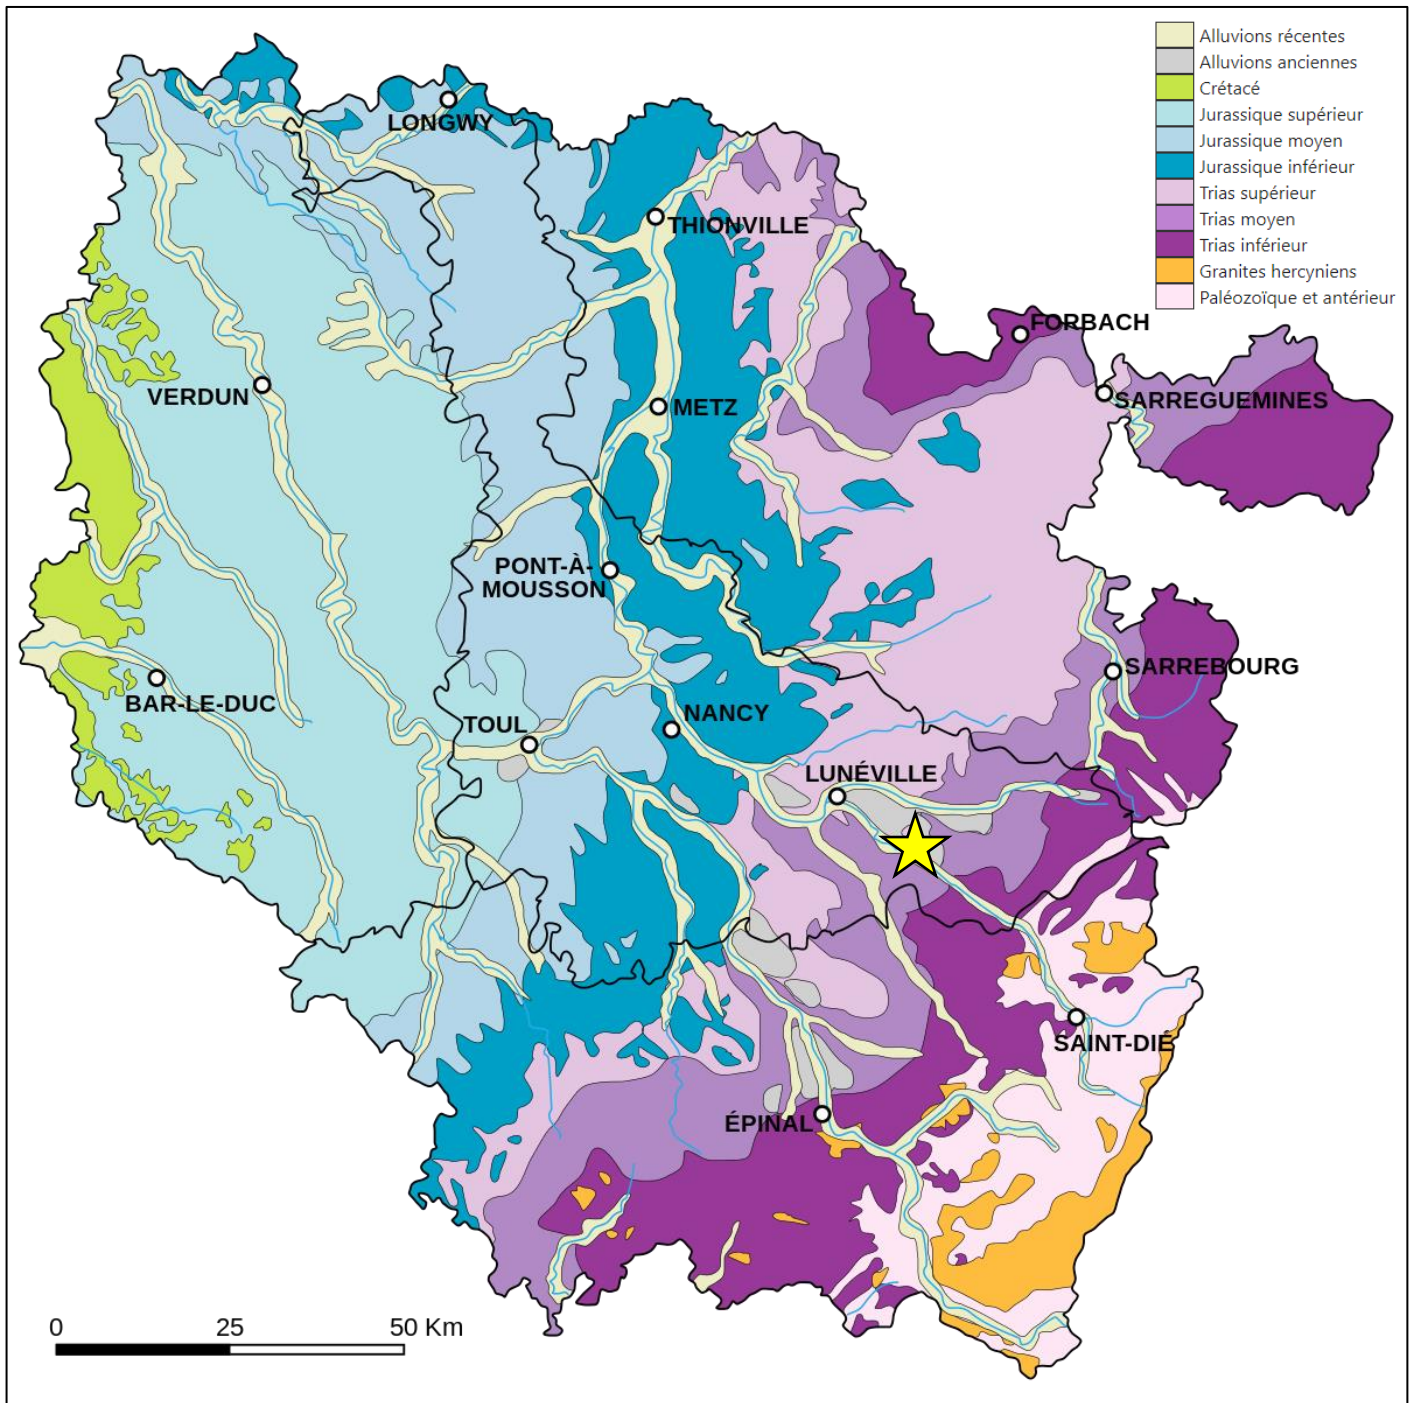 Alluvions récentes
Alluvions anciennes
Crétacé
Jurassique supérieur
Jurassique moyen
Jurassique inférieur
Trias supérieur
Trias moyen
Trias inférieur
Granites hercyniens
Paléozoïque et antérieur
LONGWY
THIONVILLE
FORBACH
VERDUN
METZ
SARREGUEMINES
PONT-À-
MOUSSON
SARREBOURG
BAR-LE-DUC
TOUL
NANCY
LUNÉVILLE
SAINT-DIÉ
ÉPINAL
0 25 50 Km